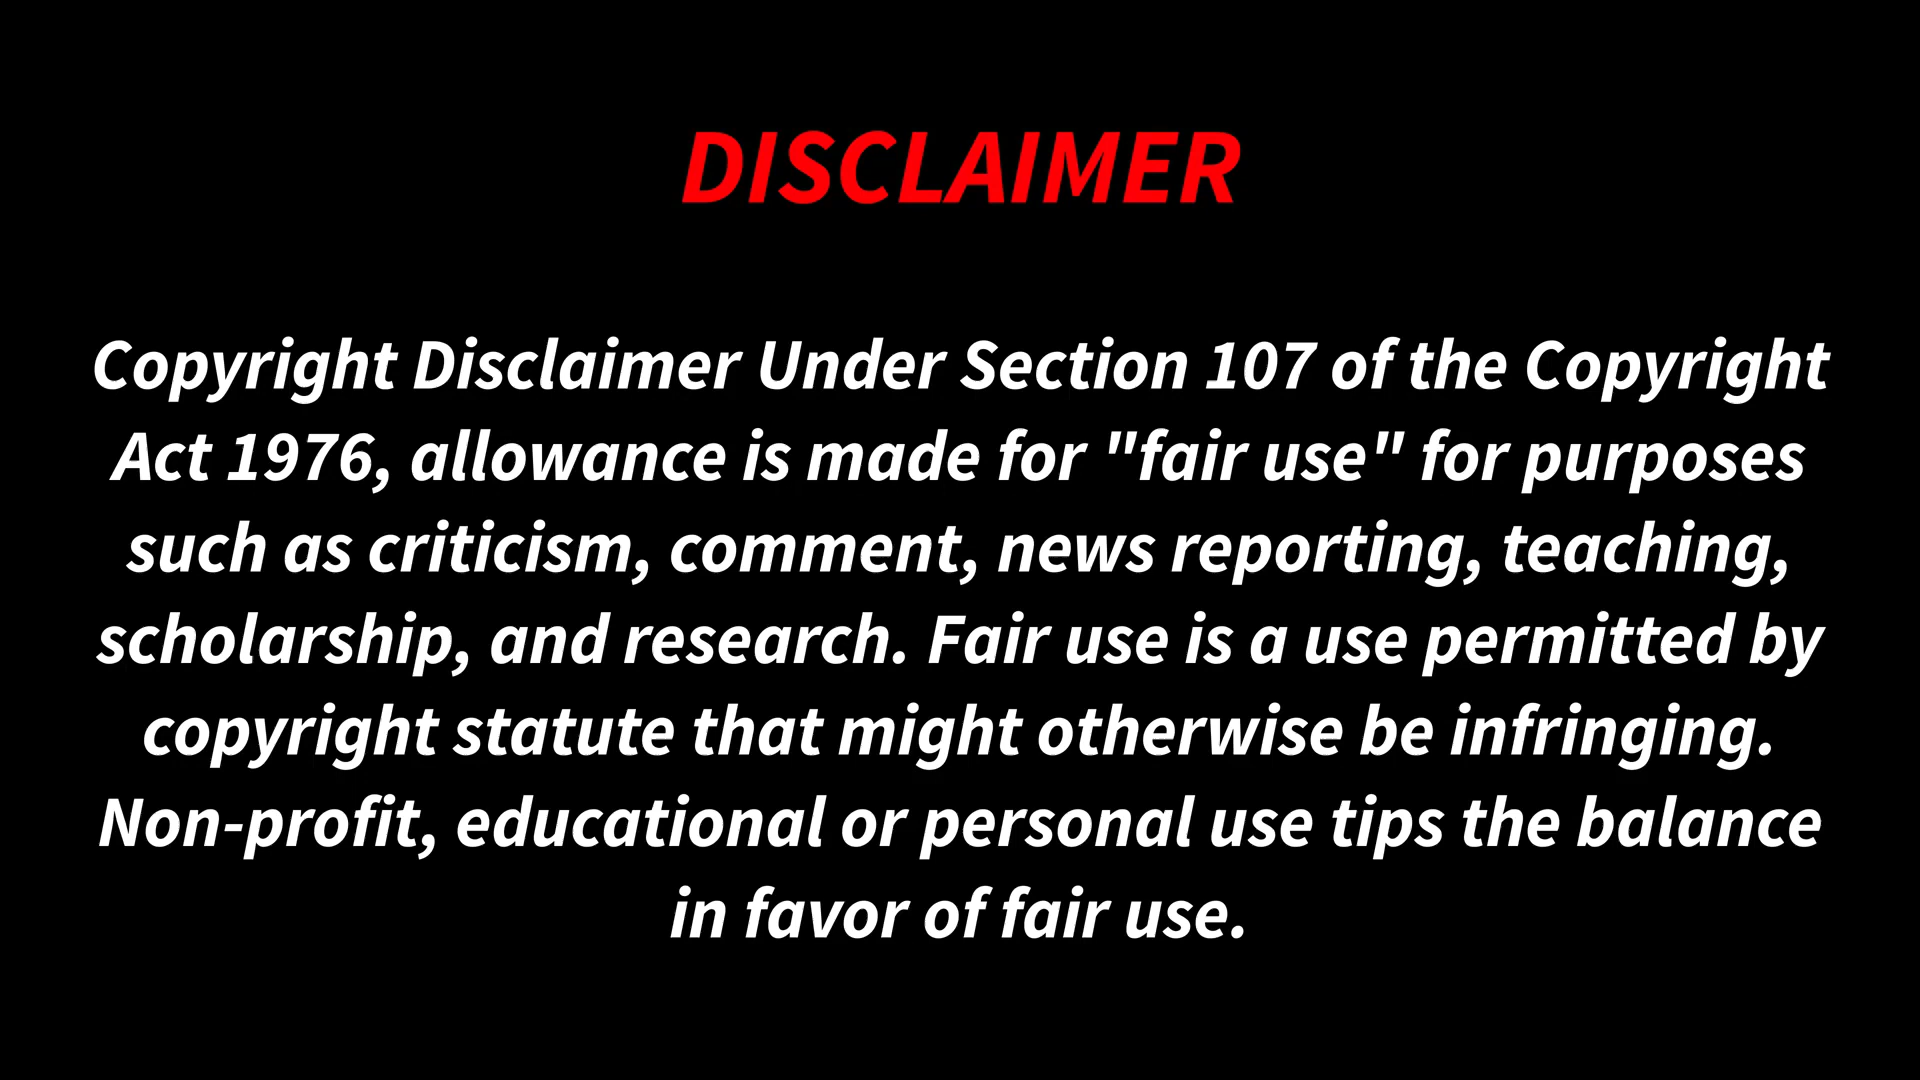 DISCLAIMER
Copyright Disclaimer Under Section 107 of the Copyright
Act 1976, allowance is made for "fair use" for purposes
such as criticism, comment, news reporting, teaching,
scholarship, and research. Fair use is a use permitted by
copyright statute that might otherwise be infringing.
Non-profit, educational or personal use tips the balance
in favor of fair use.